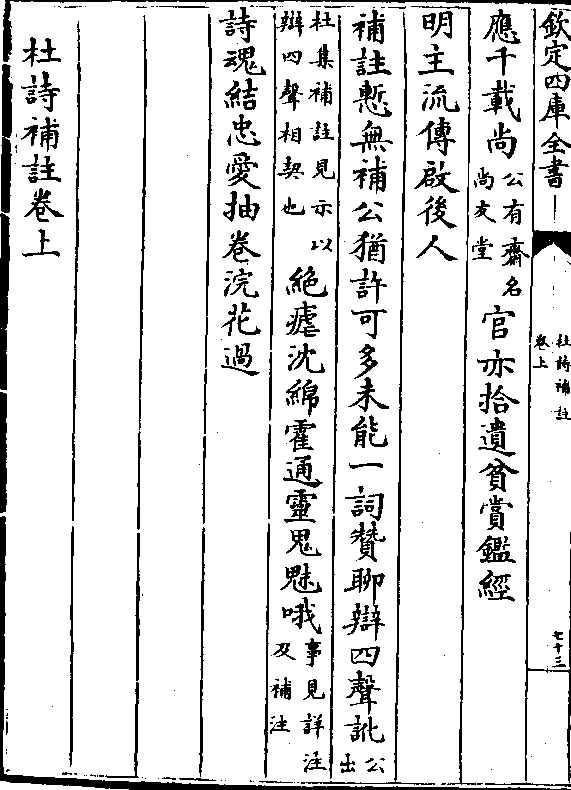 欽定四庫全書
杜詩補註
卷上
七十三
應千載尚公有齋名尚友堂官亦拾遺貧賞鑑經
明主流傳啟後人
補註慙無補公猶許可多未能一詞贊聊辯四聲訛公出
杜集補註見示以辯四聲相契也絕瘧沈綿霍通靈鬼魅哦事見詳注及補注
詩魂結忠愛抽卷浣花過
杜詩補註卷上